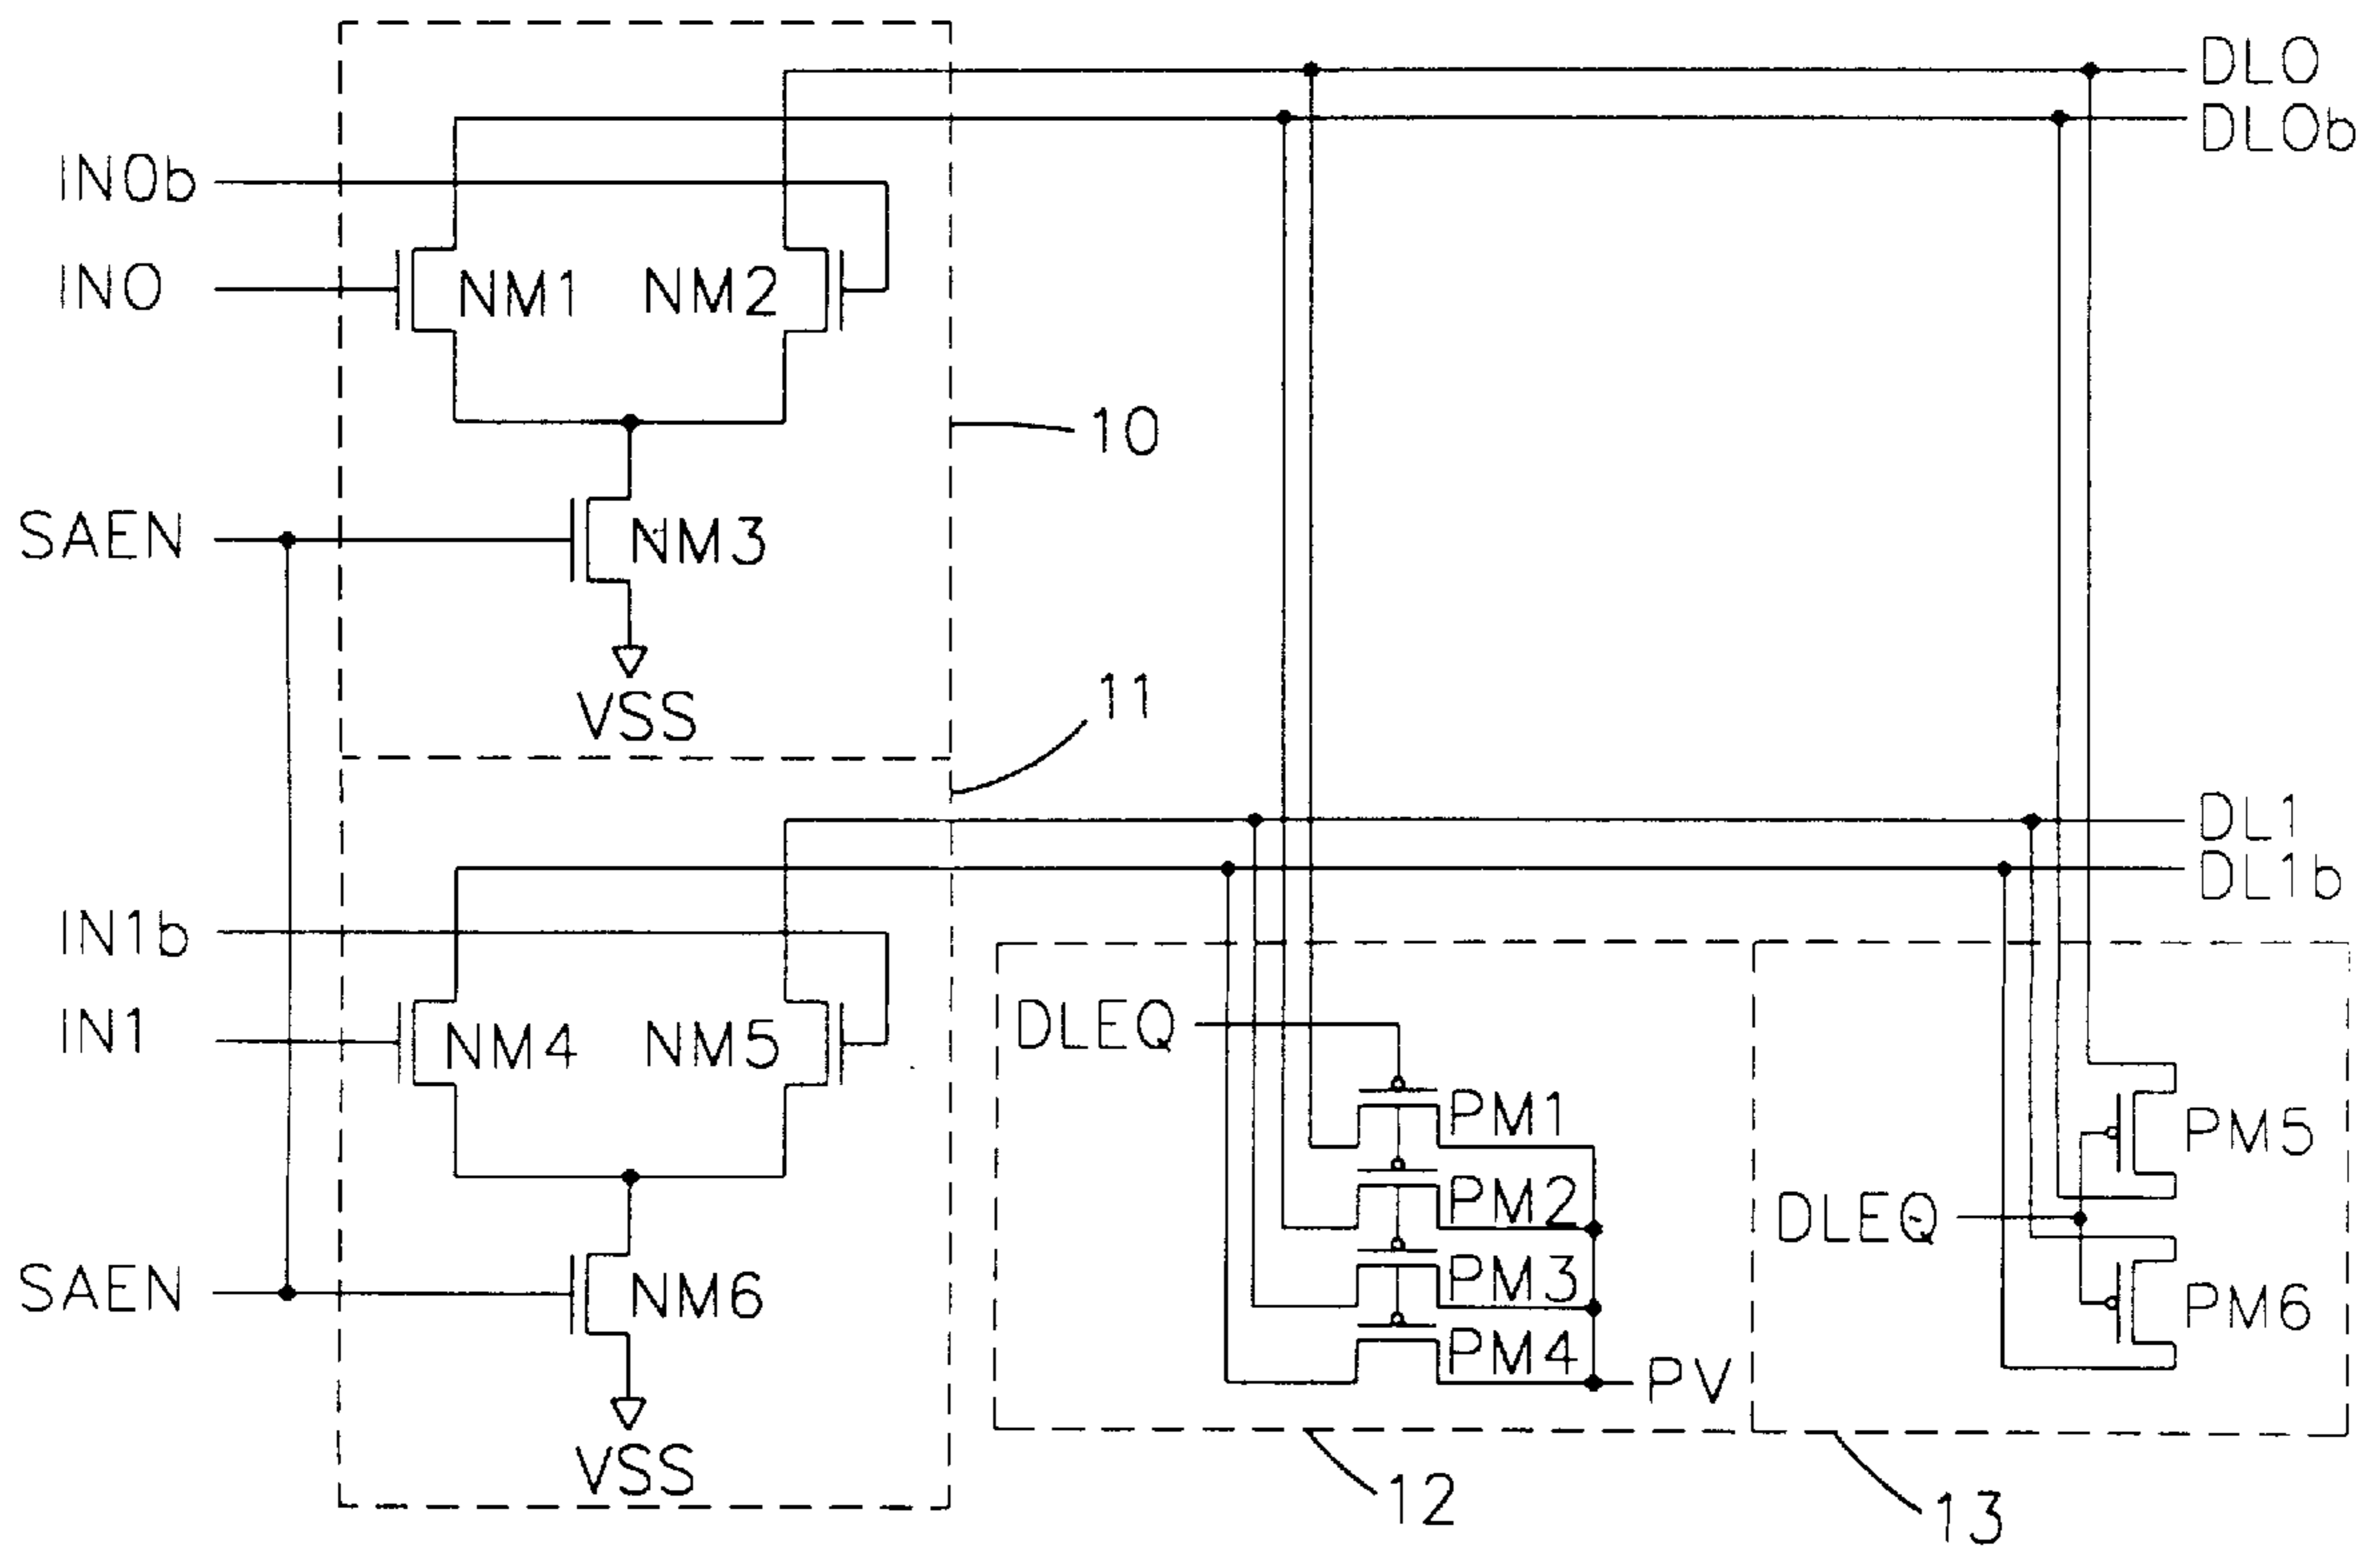 DL0
DL0b
IN0b
IN0
NM1
NM2
10
SAEN
NM3
VSS
11
DL1
DL1b
IN1b
IN1
NM4
NM5
DLEQ
PM1
PM5
PM2
DLEQ
SAEN
NM6
PM3
PM6
PM4
PV
VSS
12
13